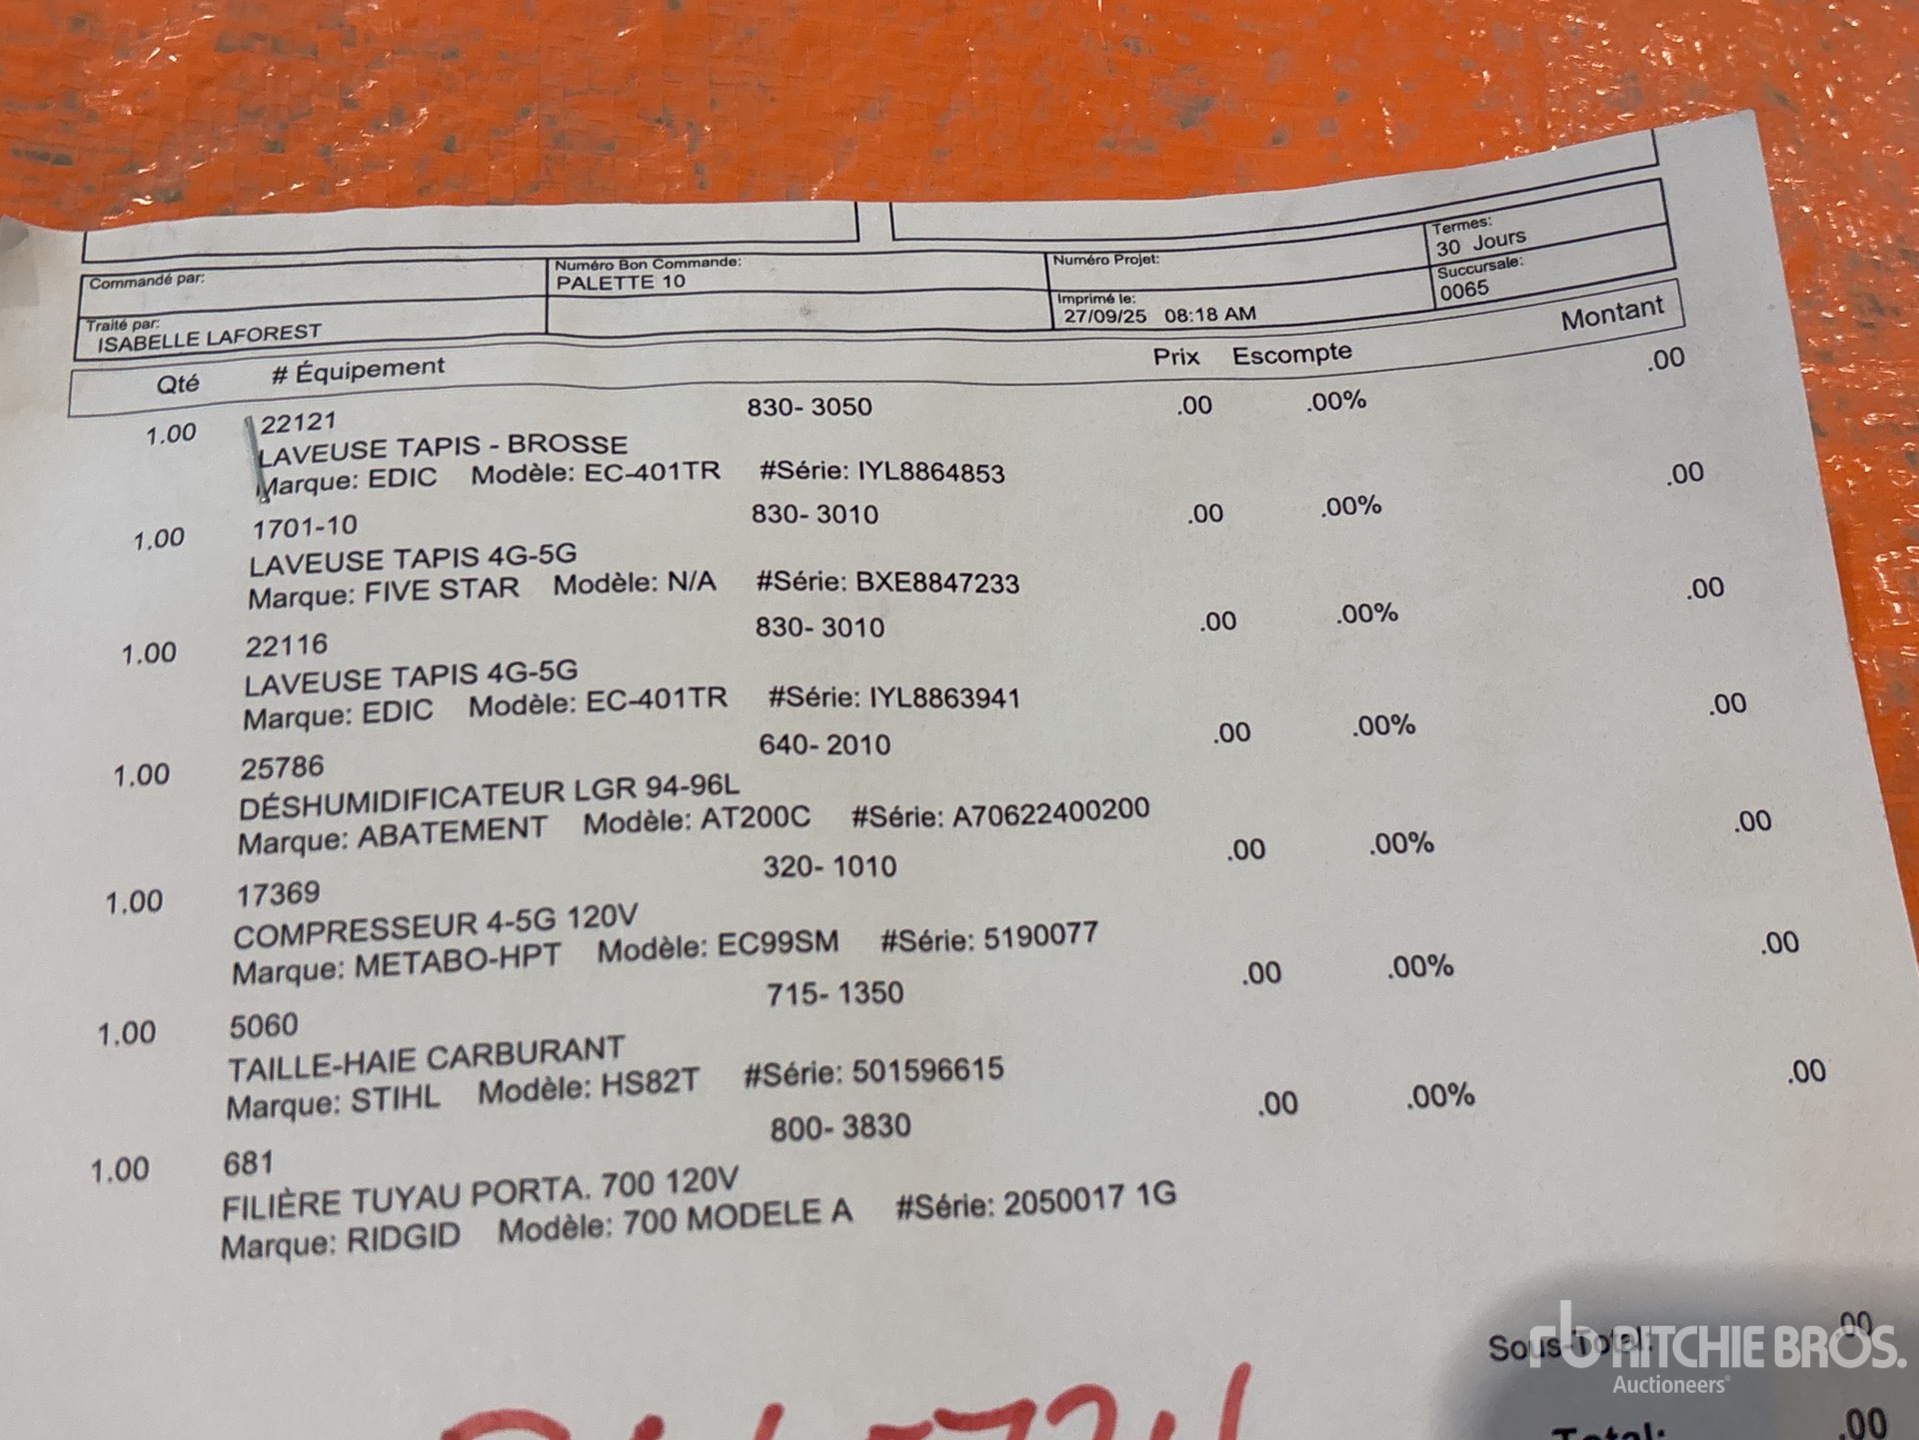 Commandé par:
Numéro Bon Commande:
PALETTE 10
Numéro Projet:
Termes:
30 Jours
Traité par:
ISABELLE LAFOREST
Imprimé le:
27/09/25 08:18 AM
Succursale:
0065
Qté # Équipement Prix Escompte Montant
1.00 22121 830- 3050 .00 .00% .00
LAVEUSE TAPIS - BROSSE
Marque: EDIC Modèle: EC-401TR #Série: IYL8864853
1.00 1701-10 830- 3010 .00 .00% .00
LAVEUSE TAPIS 4G-5G
Marque: FIVE STAR Modèle: N/A #Série: BXE8847233
1.00 22116 830- 3010 .00 .00% .00
LAVEUSE TAPIS 4G-5G
Marque: EDIC Modèle: EC-401TR #Série: IYL8863941
1.00 25786 640- 2010 .00 .00% .00
DÉSHUMIDIFICATEUR LGR 94-96L
Marque: ABATEMENT Modèle: AT200C #Série: A70622400200
1.00 17369 320- 1010 .00 .00% .00
COMPRESSEUR 4-5G 120V
Marque: METABO-HPT Modèle: EC99SM #Série: 5190077
1.00 5060 715- 1350 .00 .00% .00
TAILLE-HAIE CARBURANT
Marque: STIHL Modèle: HS82T #Série: 501596615
1.00 681 800- 3830 .00 .00% .00
FILIÈRE TUYAU PORTA. 700 120V
Marque: RIDGID Modèle: 700 MODELE A #Série: 2050017 1G
Sous-Total: .00
rb RITCHIE BROS.
Auctioneers
Total: .00